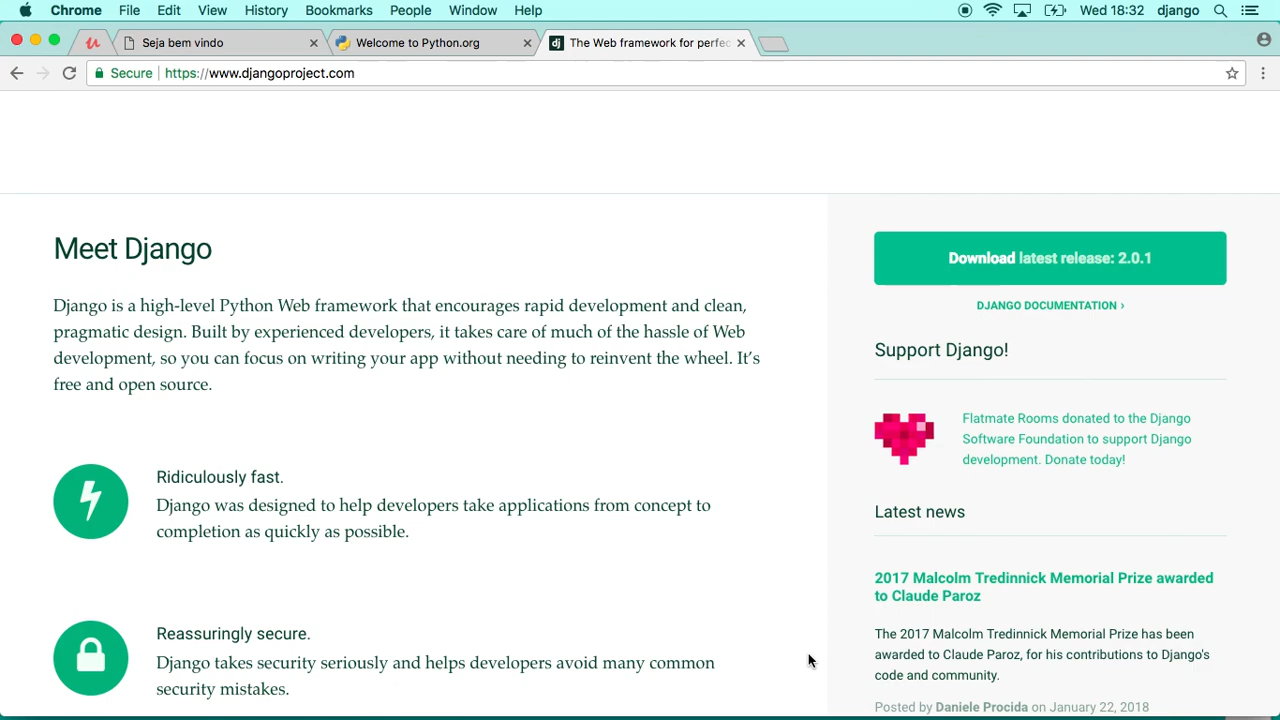 Chrome File Edit View History Bookmarks People Window Help Wed 18:32 django
Seja bem vindo
Welcome to Python.org
dj The Web framework for perfec
Secure https://www.djangoproject.com
Meet Django
Django is a high-level Python Web framework that encourages rapid development and clean,
pragmatic design. Built by experienced developers, it takes care of much of the hassle of Web
development, so you can focus on writing your app without needing to reinvent the wheel. It’s
free and open source.
Ridiculously fast.
Django was designed to help developers take applications from concept to
completion as quickly as possible.
Reassuringly secure.
Django takes security seriously and helps developers avoid many common
security mistakes.
Download latest release: 2.0.1
DJANGO DOCUMENTATION ›
Support Django!
Flatmate Rooms donated to the Django
Software Foundation to support Django
development. Donate today!
Latest news
2017 Malcolm Tredinnick Memorial Prize awarded
to Claude Paroz
The 2017 Malcolm Tredinnick Memorial Prize has been
awarded to Claude Paroz, for his contributions to Django's
code and community.
Posted by Daniele Procida on January 22, 2018